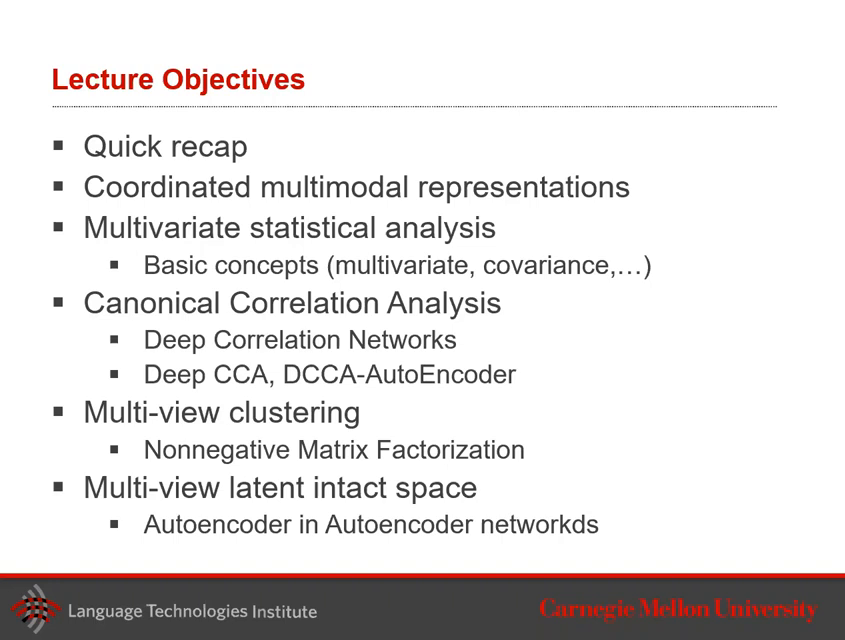 Lecture Objectives
▪ Quick recap
▪ Coordinated multimodal representations
▪ Multivariate statistical analysis
▪ Basic concepts (multivariate, covariance,…)
▪ Canonical Correlation Analysis
▪ Deep Correlation Networks
▪ Deep CCA, DCCA-AutoEncoder
▪ Multi-view clustering
▪ Nonnegative Matrix Factorization
▪ Multi-view latent intact space
▪ Autoencoder in Autoencoder networkds
Language Technologies Institute
Carnegie Mellon University